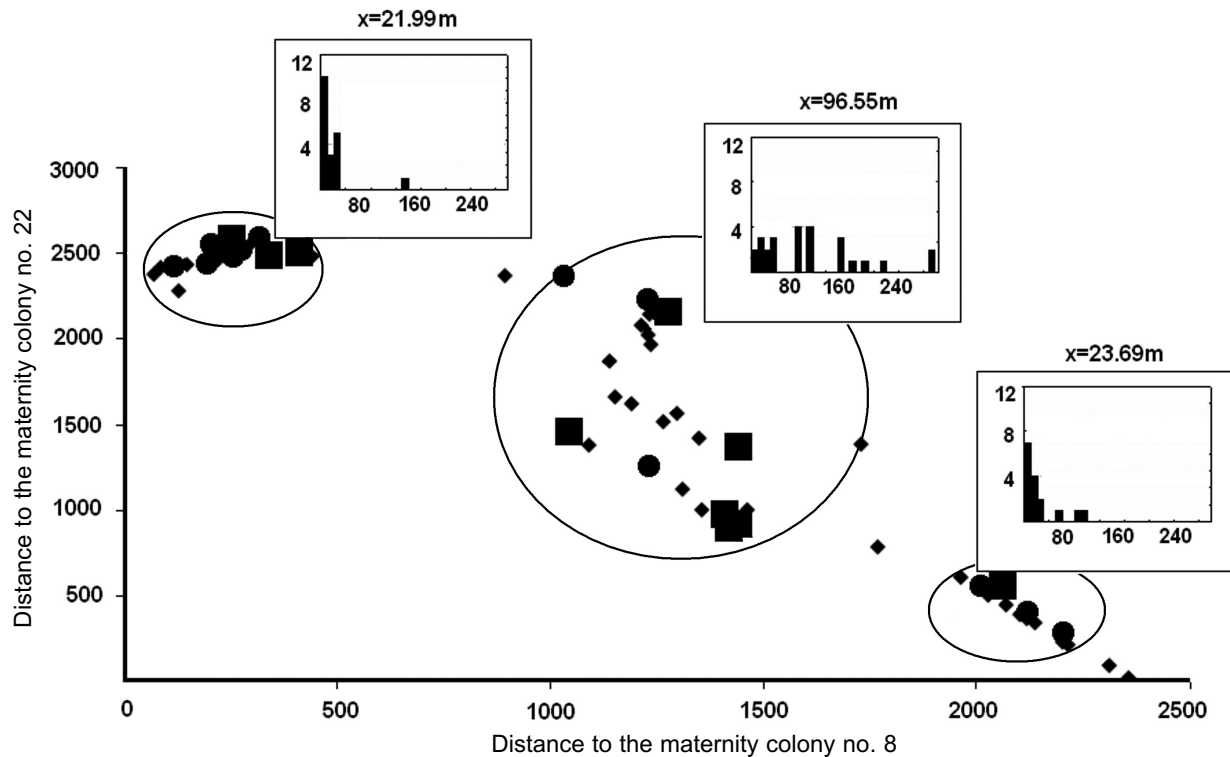 x=21.99m
12
8
4
80 160 240
x=96.55m
12
8
4
80 160 240
x=23.69m
12
8
4
80 160 240
Distance to the maternity colony no. 22
3000
2500
2000
1500
1000
500
0 500 1000 1500 2000 2500
Distance to the maternity colony no. 8